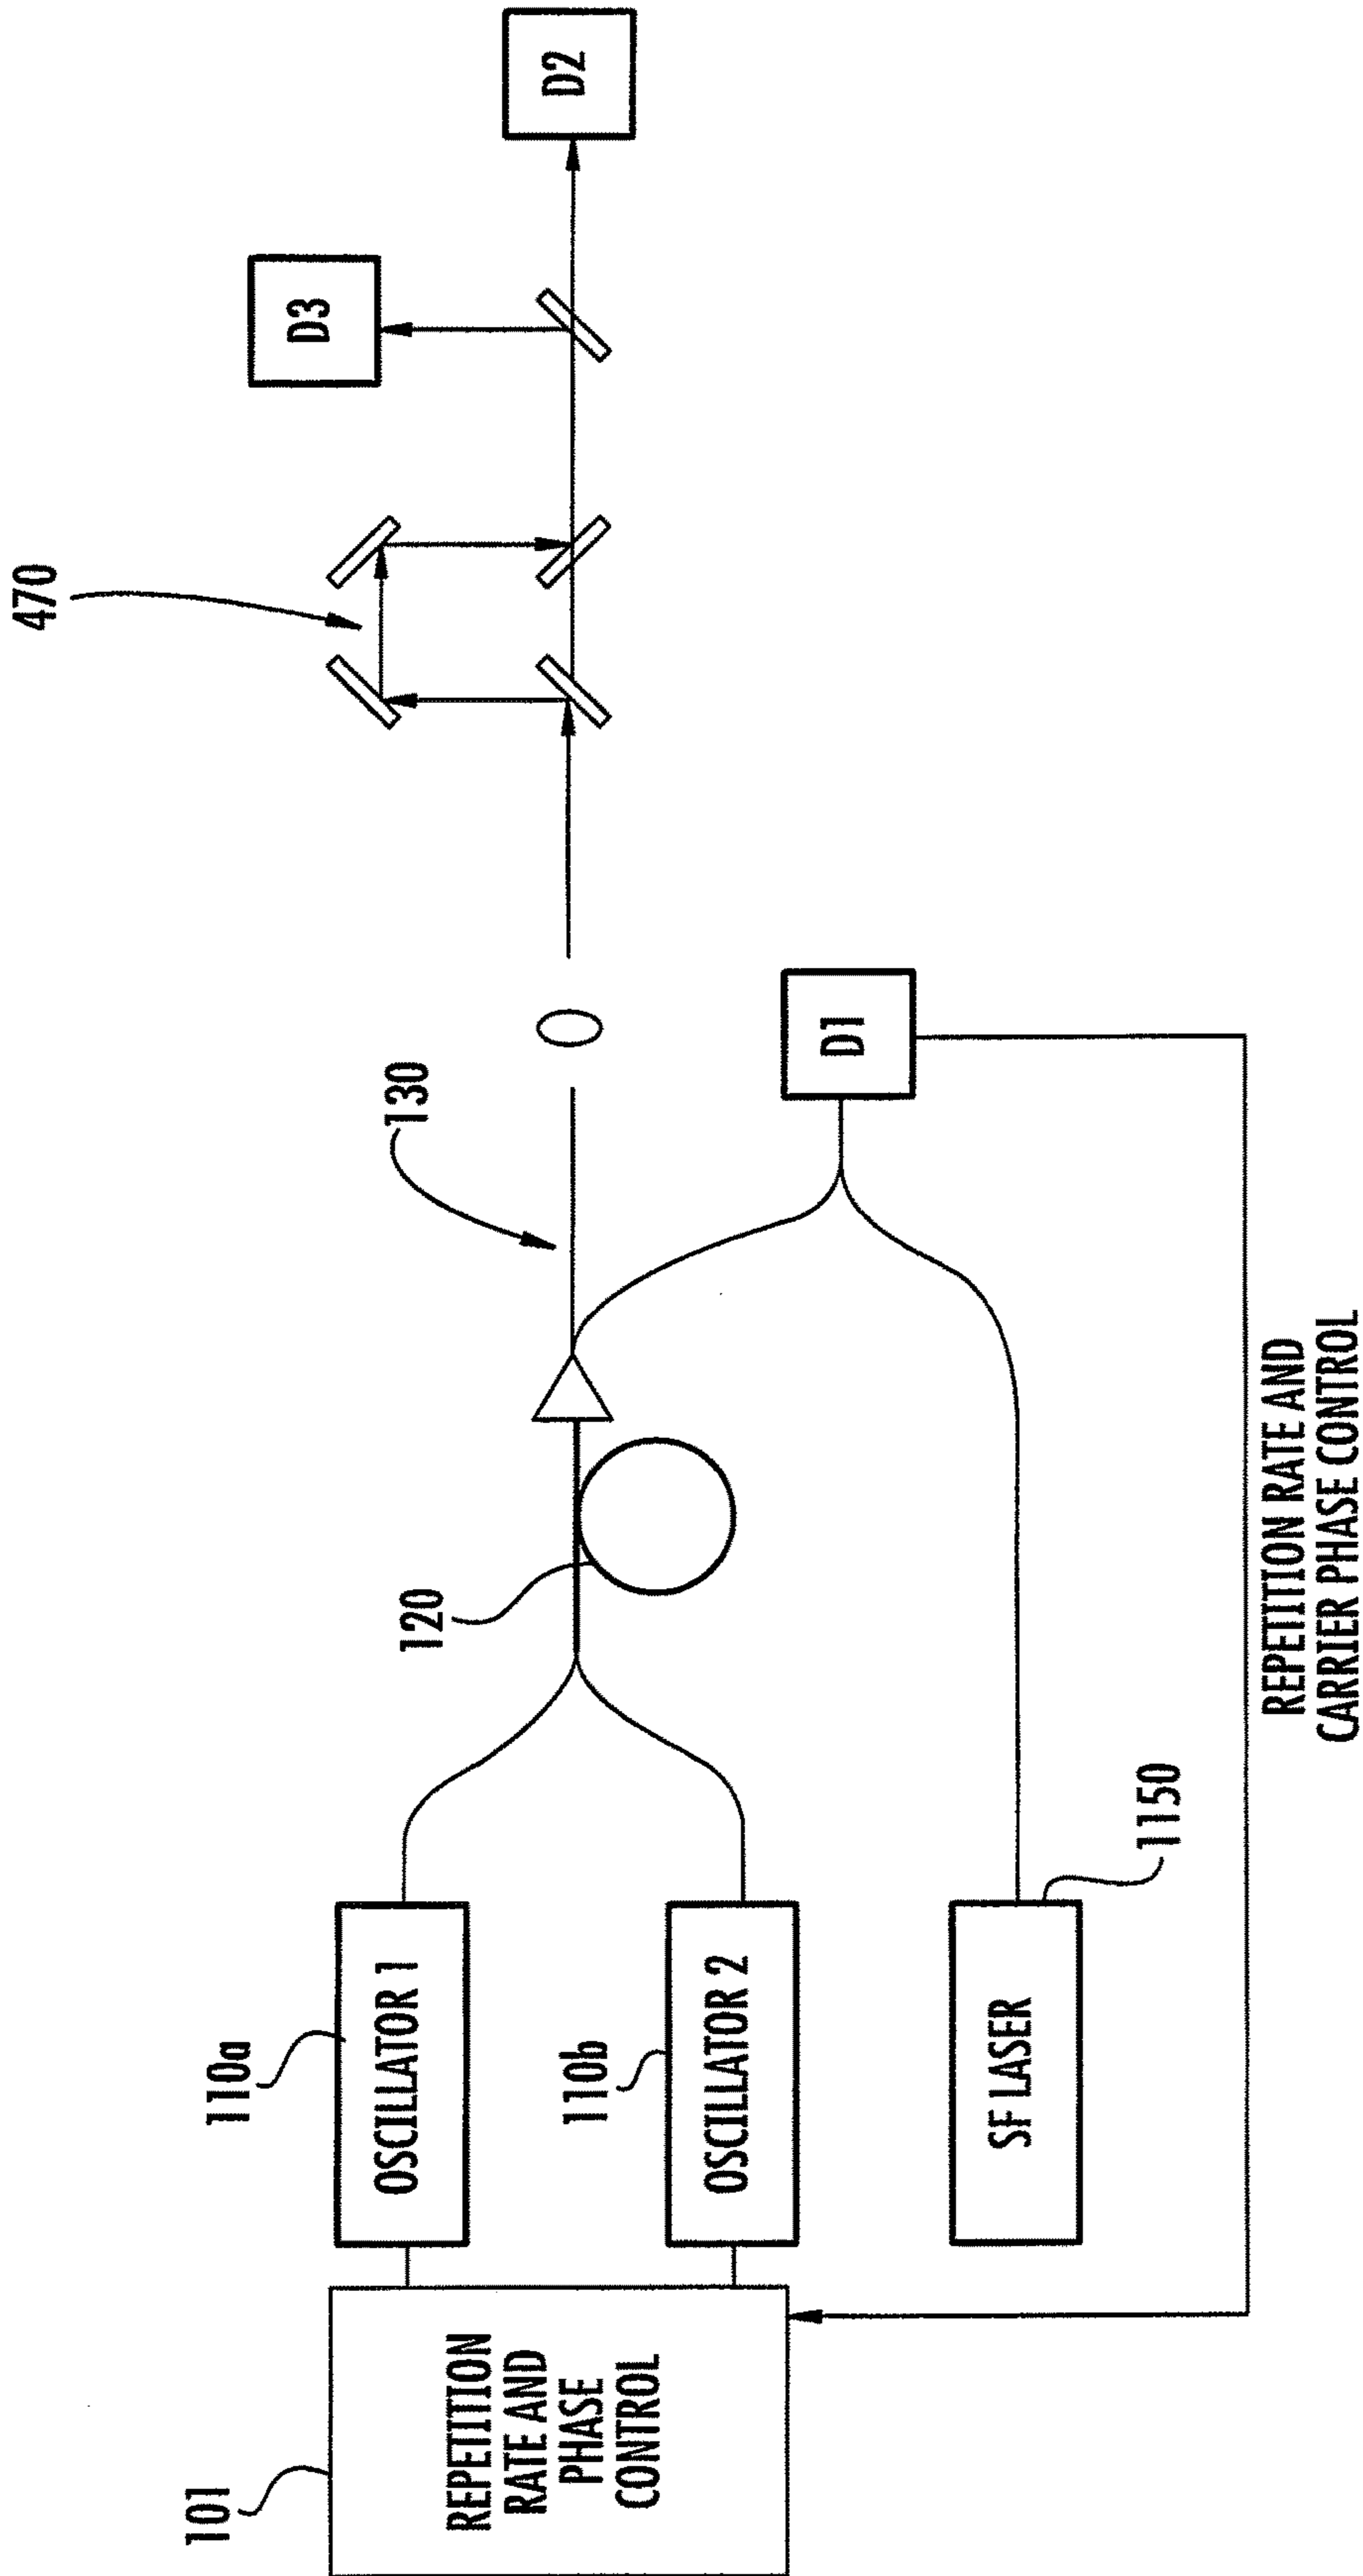 101
REPETITION
RATE AND
PHASE
CONTROL
110a
OSCILLATOR 1
110b
OSCILLATOR 2
SF LASER
1150
120
130
D1
470
D3
D2
REPETITION RATE AND
CARRIER PHASE CONTROL